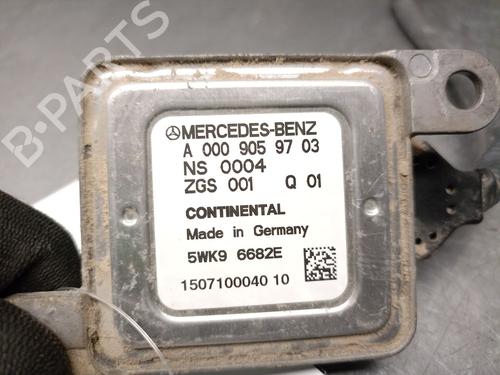 MERCEDES-BENZ
A 000 905 97 03
NS 0004
ZGS 001 Q 01
CONTINENTAL
Made in Germany
5WK9 6682E
1507100040 10
B-PARTS